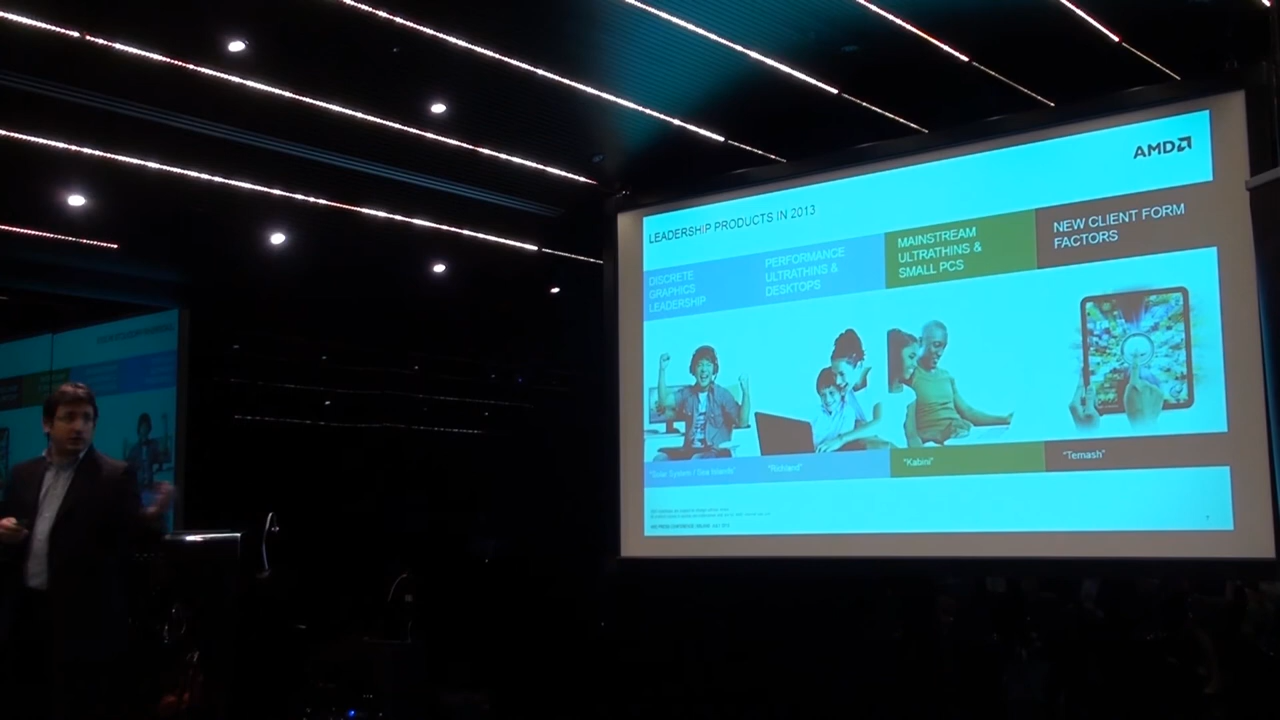 AMD
LEADERSHIP PRODUCTS IN 2013
DISCRETE
GRAPHICS
LEADERSHIP
PERFORMANCE
ULTRATHINS &
DESKTOPS
MAINSTREAM
ULTRATHINS &
SMALL PCS
NEW CLIENT FORM
FACTORS
"Solar System / Sea Islands"
"Richland"
"Kabini"
"Temash"
7